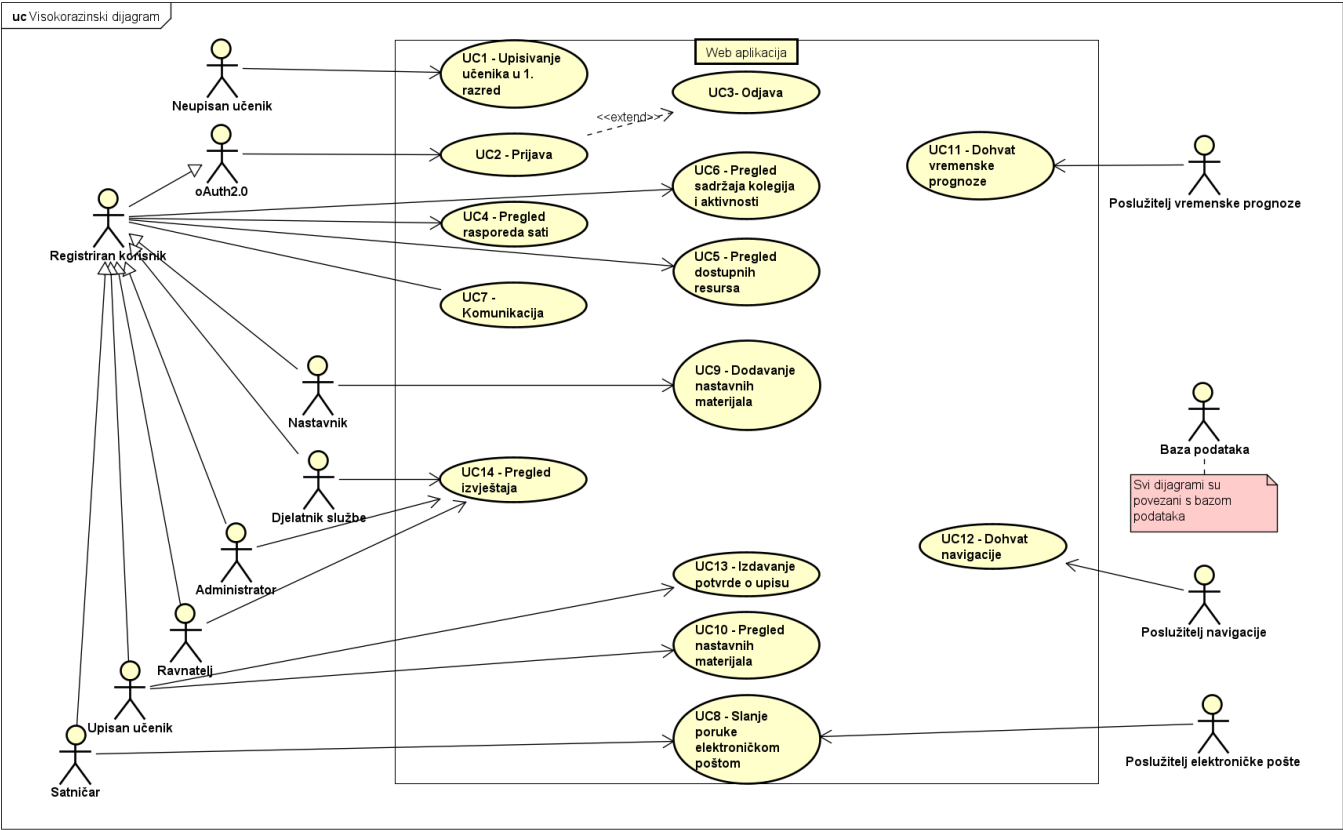 uc Visokorazinski dijagram
Web aplikacija
UC1 - Upisivanje
učenika u 1.
razred
Neupisan učenik
UC3- Odjava
<<extend>>
UC2 - Prijava
oAuth2.0
UC11 - Dohvat
vremenske
prognoze
Poslužitelj vremenske prognoze
UC6 - Pregled
sadržaja kolegija
i aktivnosti
UC4 - Pregled
rasporeda sati
Registriran korisnik
UC5 - Pregled
dostupnih
resursa
UC7 -
Komunikacija
UC9 - Dodavanje
nastavnih
materijala
Nastavnik
Baza podataka
Svi dijagrami su
povezani s bazom
podataka
UC14 - Pregled
izvještaja
Djelatnik službe
UC12 - Dohvat
navigacije
Administrator
UC13 - Izdavanje
potvrde o upisu
Poslužitelj navigacije
UC10 - Pregled
nastavnih
materijala
Ravnatelj
Upisan učenik
UC8 - Slanje
poruke
elektroničkom
poštom
Poslužitelj elektroničke pošte
Satničar